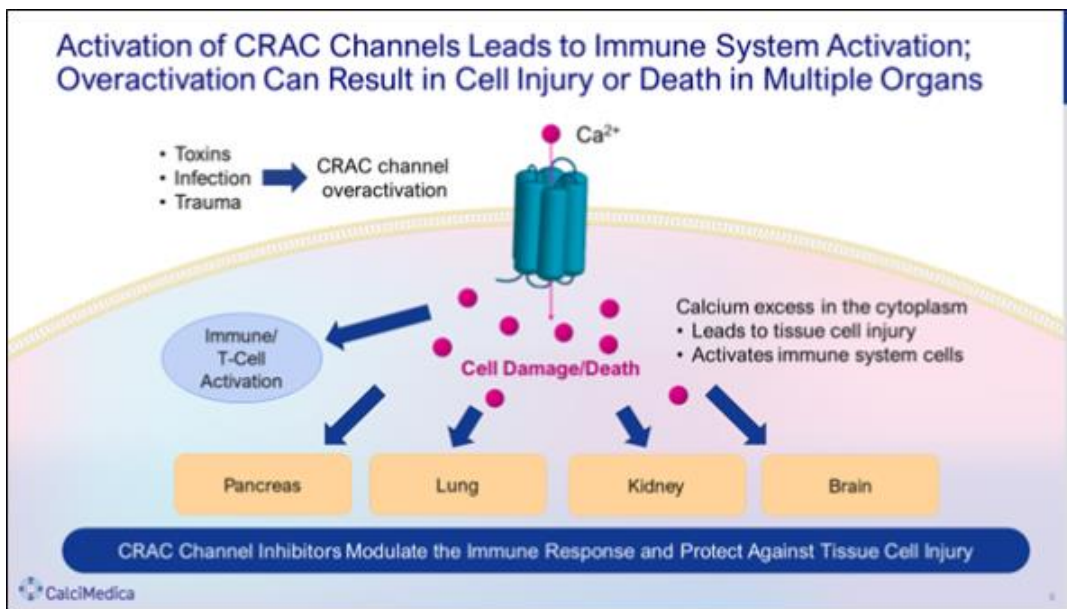 Activation of CRAC Channels Leads to Immune System Activation;
Overactivation Can Result in Cell Injury or Death in Multiple Organs
Ca²⁺
• Toxins
• Infection
• Trauma
CRAC channel
overactivation
Calcium excess in the cytoplasm
• Leads to tissue cell injury
• Activates immune system cells
Immune/
T-Cell
Activation
Cell Damage/Death
Pancreas
Lung
Kidney
Brain
CRAC Channel Inhibitors Modulate the Immune Response and Protect Against Tissue Cell Injury
CalciMedica